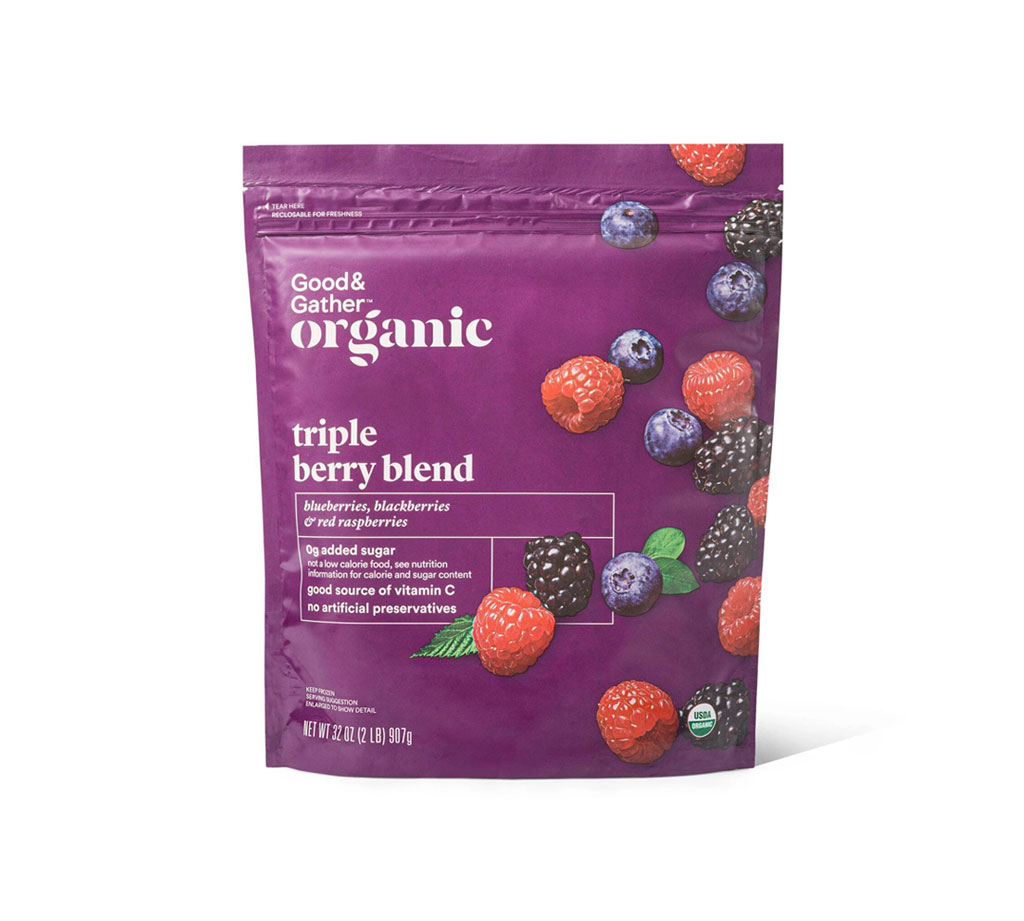 TEAR HERE
RECLOSABLE FOR FRESHNESS
Good&
Gather™
organic
triple
berry blend
blueberries, blackberries
& red raspberries
0g added sugar
not a low calorie food, see nutrition
information for calorie and sugar content
good source of vitamin C
no artificial preservatives
KEEP FROZEN
SERVING SUGGESTION
ENLARGED TO SHOW DETAIL
NET WT 32 OZ (2 LB) 907g
USDA
ORGANIC